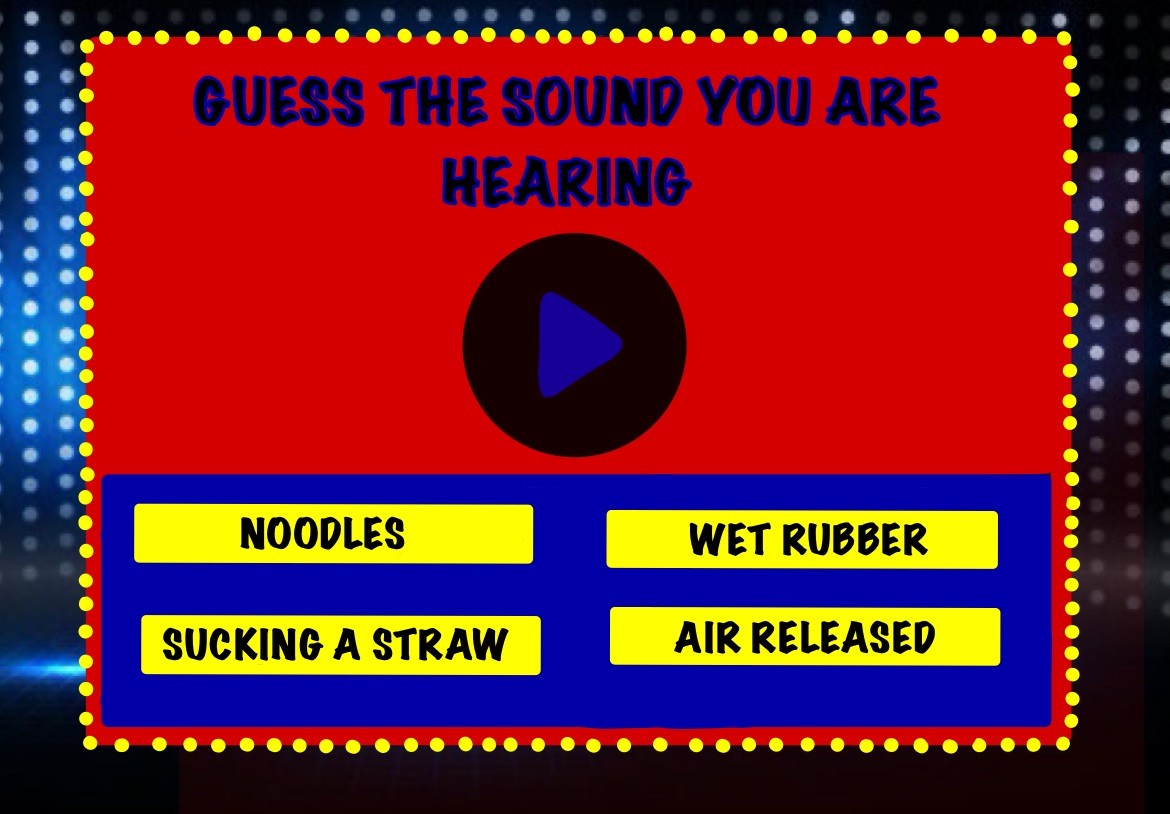 GUESS THE SOUND YOU ARE
HEARING
NOODLES
WET RUBBER
SUCKING A STRAW
AIR RELEASED